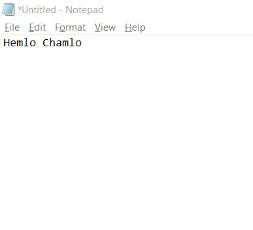 *Untitled - Notepad
File Edit Format View Help
Hemlo Chamlo